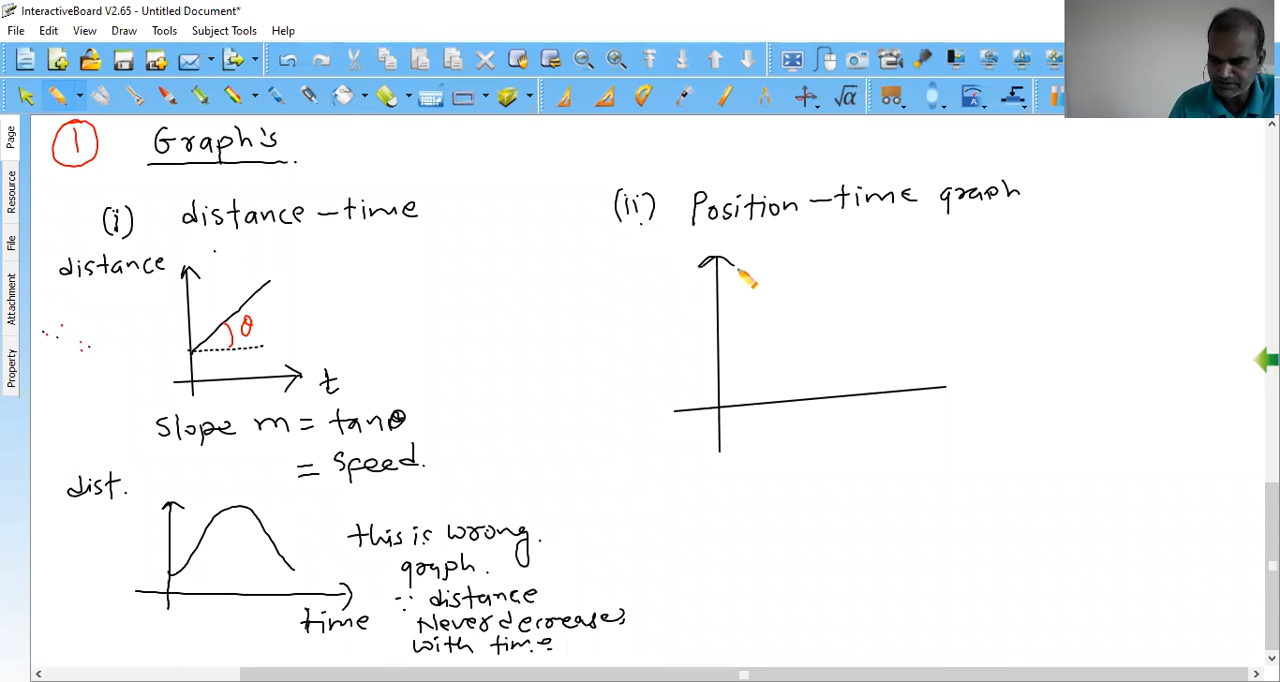 InteractiveBoard V2.65 - Untitled Document*
File Edit View Draw Tools Subject Tools Help
Page
Resource
File
Attachment
Property
1 Graph's
(i) distance-time
distance
θ
t
slope m = tanθ
= speed.
dist.
time
this is wrong.
graph.
∵ distance
Never decreases
with time
(ii) Position-time graph
√α
A